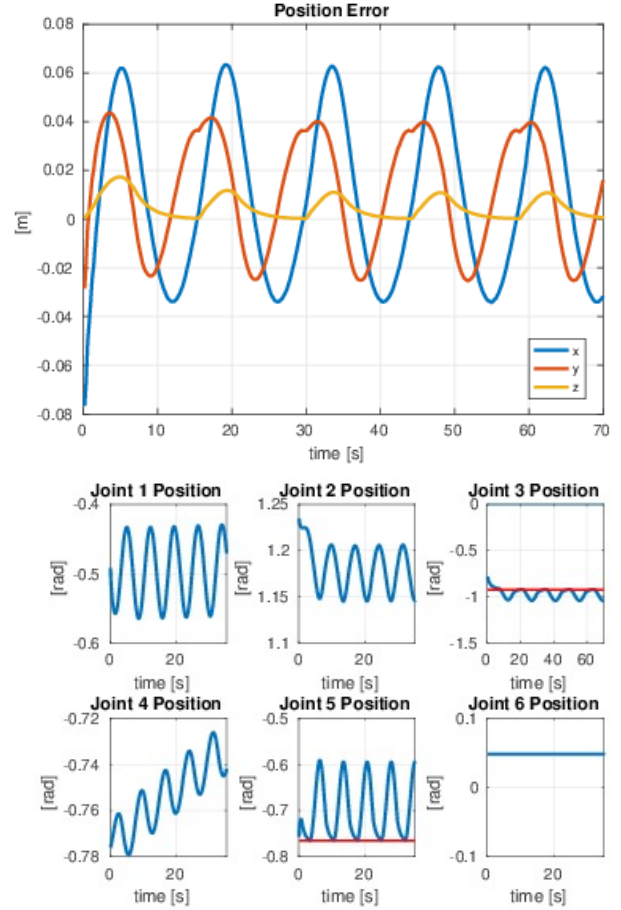 Position Error
0.08
0.06
0.04
0.02
0
-0.02
-0.04
-0.06
-0.08
[m]
x
y
z
0 10 20 30 40 50 60 70
time [s]
Joint 1 Position
-0.4
-0.5
-0.6
[rad]
0 20
time [s]
Joint 2 Position
1.25
1.2
1.15
1.1
[rad]
0 20
time [s]
Joint 3 Position
0
-0.5
-1
-1.5
[rad]
0 20 40 60
time [s]
Joint 4 Position
-0.72
-0.74
-0.76
-0.78
[rad]
0 20
time [s]
Joint 5 Position
-0.5
-0.6
-0.7
-0.8
[rad]
0 20
time [s]
Joint 6 Position
0.1
0
-0.1
[rad]
0 20
time [s]